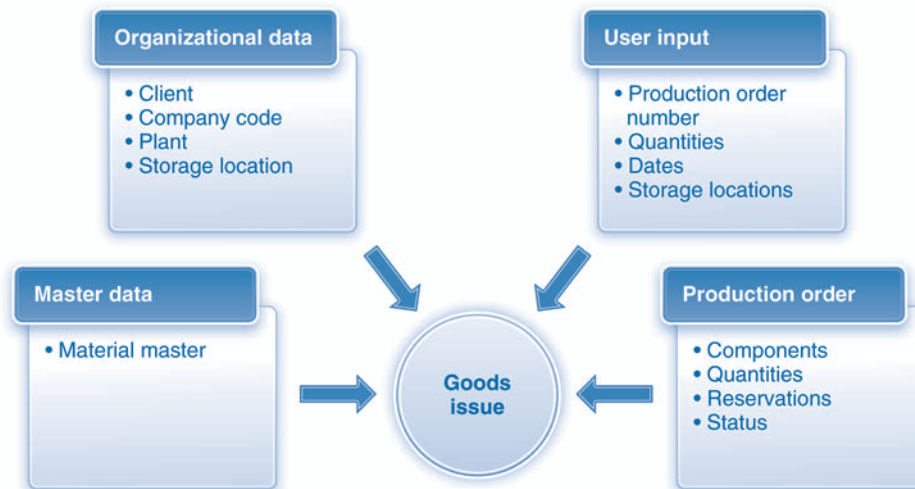 Organizational data
• Client
• Company code
• Plant
• Storage location
User input
• Production order
number
• Quantities
• Dates
• Storage locations
Master data
• Material master
Goods
issue
Production order
• Components
• Quantities
• Reservations
• Status